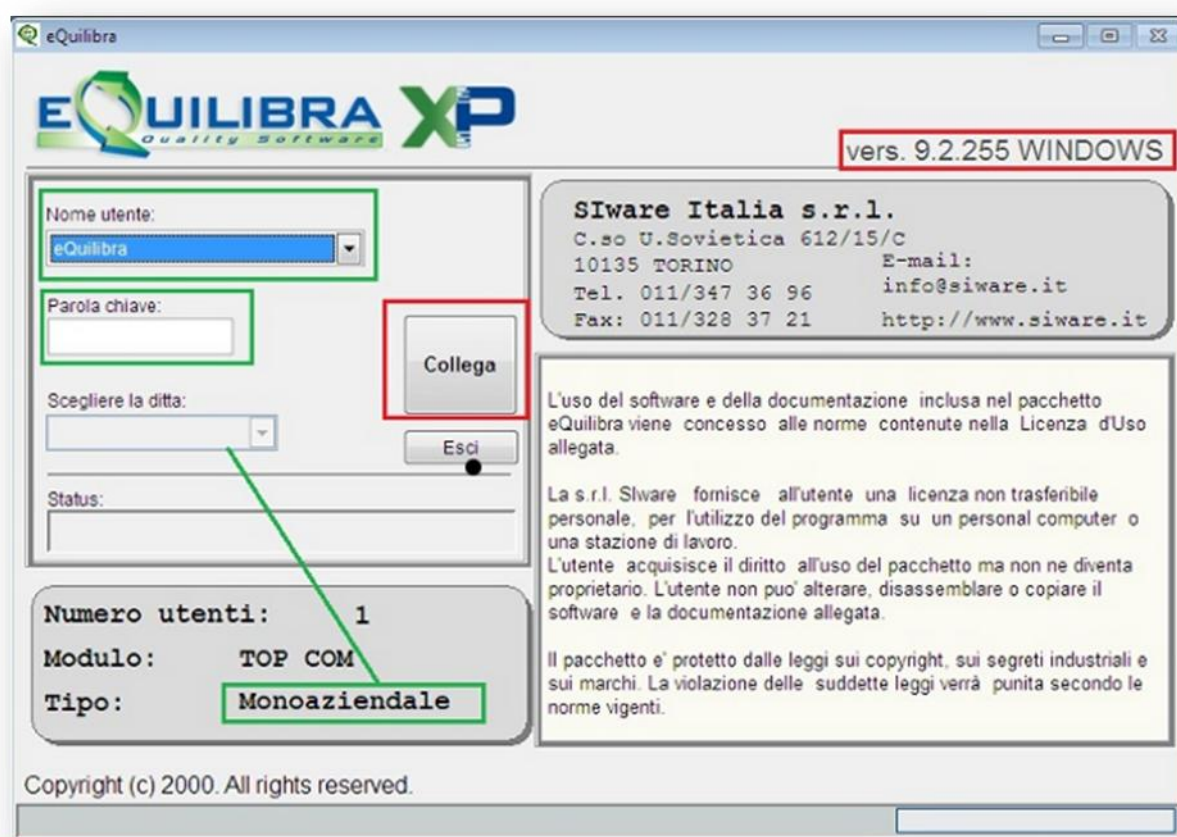 eQuilibra
EQUILIBRA XP
Quality Software
vers. 9.2.255 WINDOWS
Nome utente:
eQuilibra
Parola chiave:
Collega
Scegliere la ditta:
Esci
Status:
Numero utenti: 1
Modulo: TOP COM
Tipo: Monoaziendale
SIware Italia s.r.l.
C.so U.Sovietica 612/15/C
10135 TORINO
E-mail:
Tel. 011/347 36 96
info@siware.it
Fax: 011/328 37 21
http://www.siware.it
L'uso del software e della documentazione inclusa nel pacchetto
eQuilibra viene concesso alle norme contenute nella Licenza d'Uso
allegata.
La s.r.l. SIware fornisce all'utente una licenza non trasferibile
personale, per l'utilizzo del programma su un personal computer o
una stazione di lavoro.
L'utente acquisisce il diritto all'uso del pacchetto ma non ne diventa
proprietario. L'utente non puo' alterare, disassemblare o copiare il
software e la documentazione allegata.
Il pacchetto e' protetto dalle leggi sui copyright, sui segreti industriali e
sui marchi. La violazione delle suddette leggi verrà punita secondo le
norme vigenti.
Copyright (c) 2000. All rights reserved.